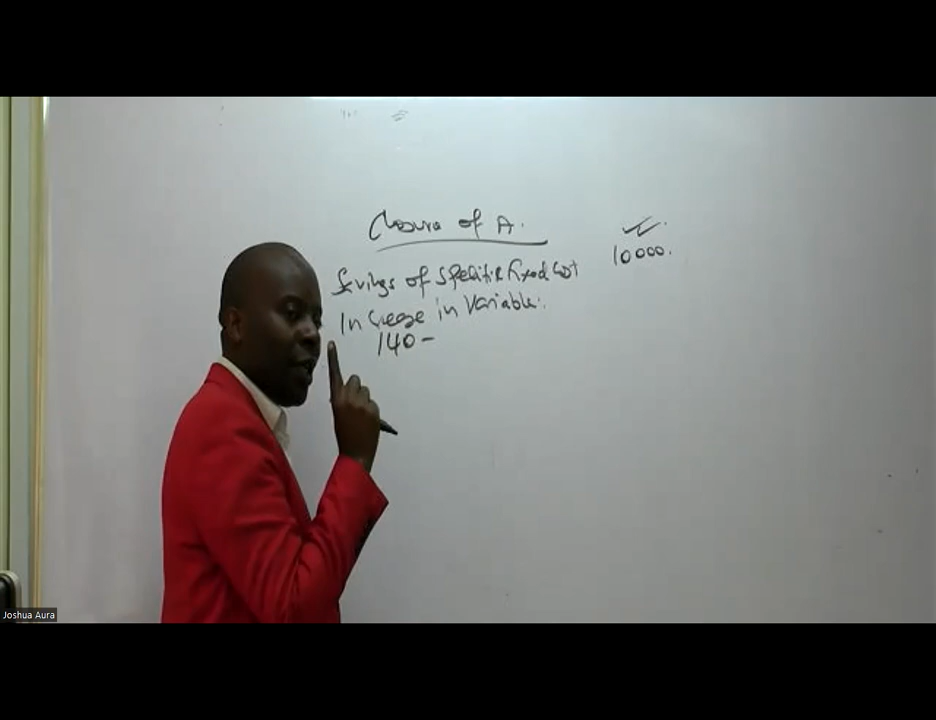 Closure of A.
Savings of Specific fixed Cost 10000.
Increase in Variable:
140 -
Joshua Aura